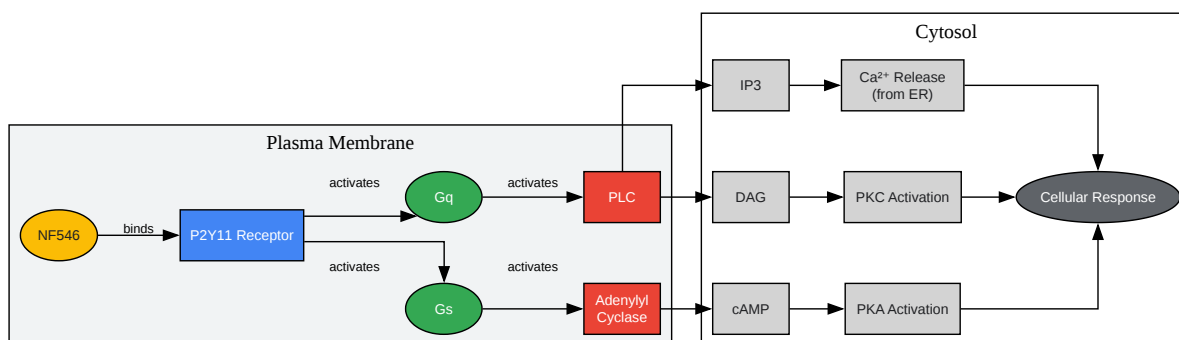 Cytosol
IP3
Ca²⁺ Release
(from ER)
Plasma Membrane
activates
activates
Gq
PLC
DAG
PKC Activation
Cellular Response
NF546
binds
P2Y11 Receptor
activates
activates
Gs
Adenylyl
Cyclase
cAMP
PKA Activation